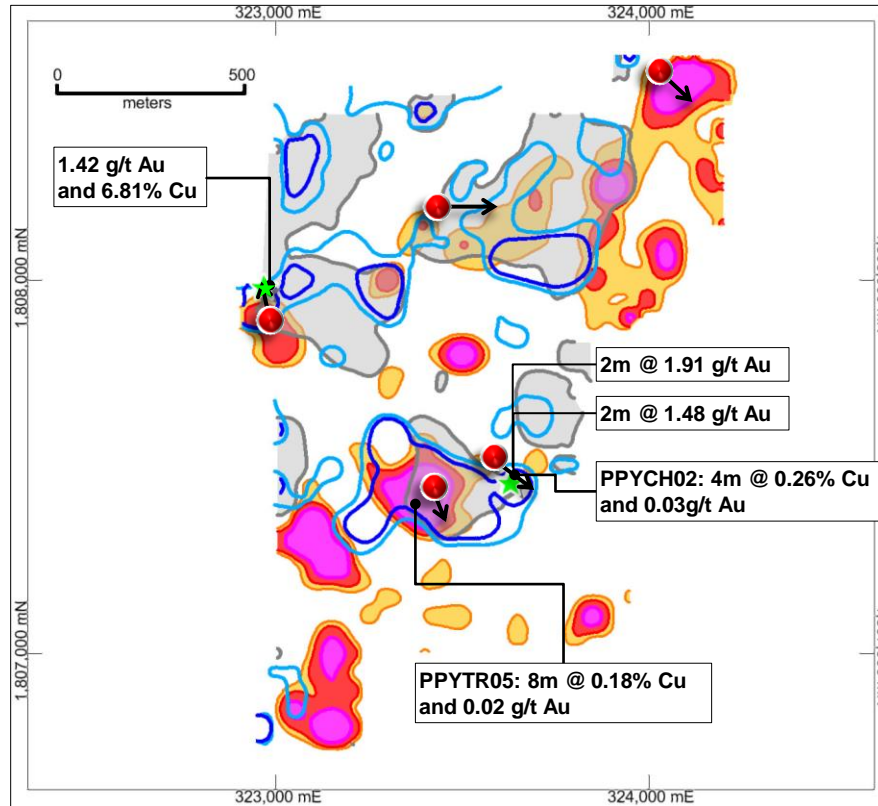 323,000 mE
324,000 mE
0
500
meters
1.42 g/t Au
and 6.81% Cu
1.808.000 mN
2m @ 1.91 g/t Au
2m @ 1.48 g/t Au
PPYCH02: 4m @ 0.26% Cu
and 0.03g/t Au
1.807.000 mN
PPYTR05: 8m @ 0.18% Cu
and 0.02 g/t Au
323,000 mE
324,000 mE